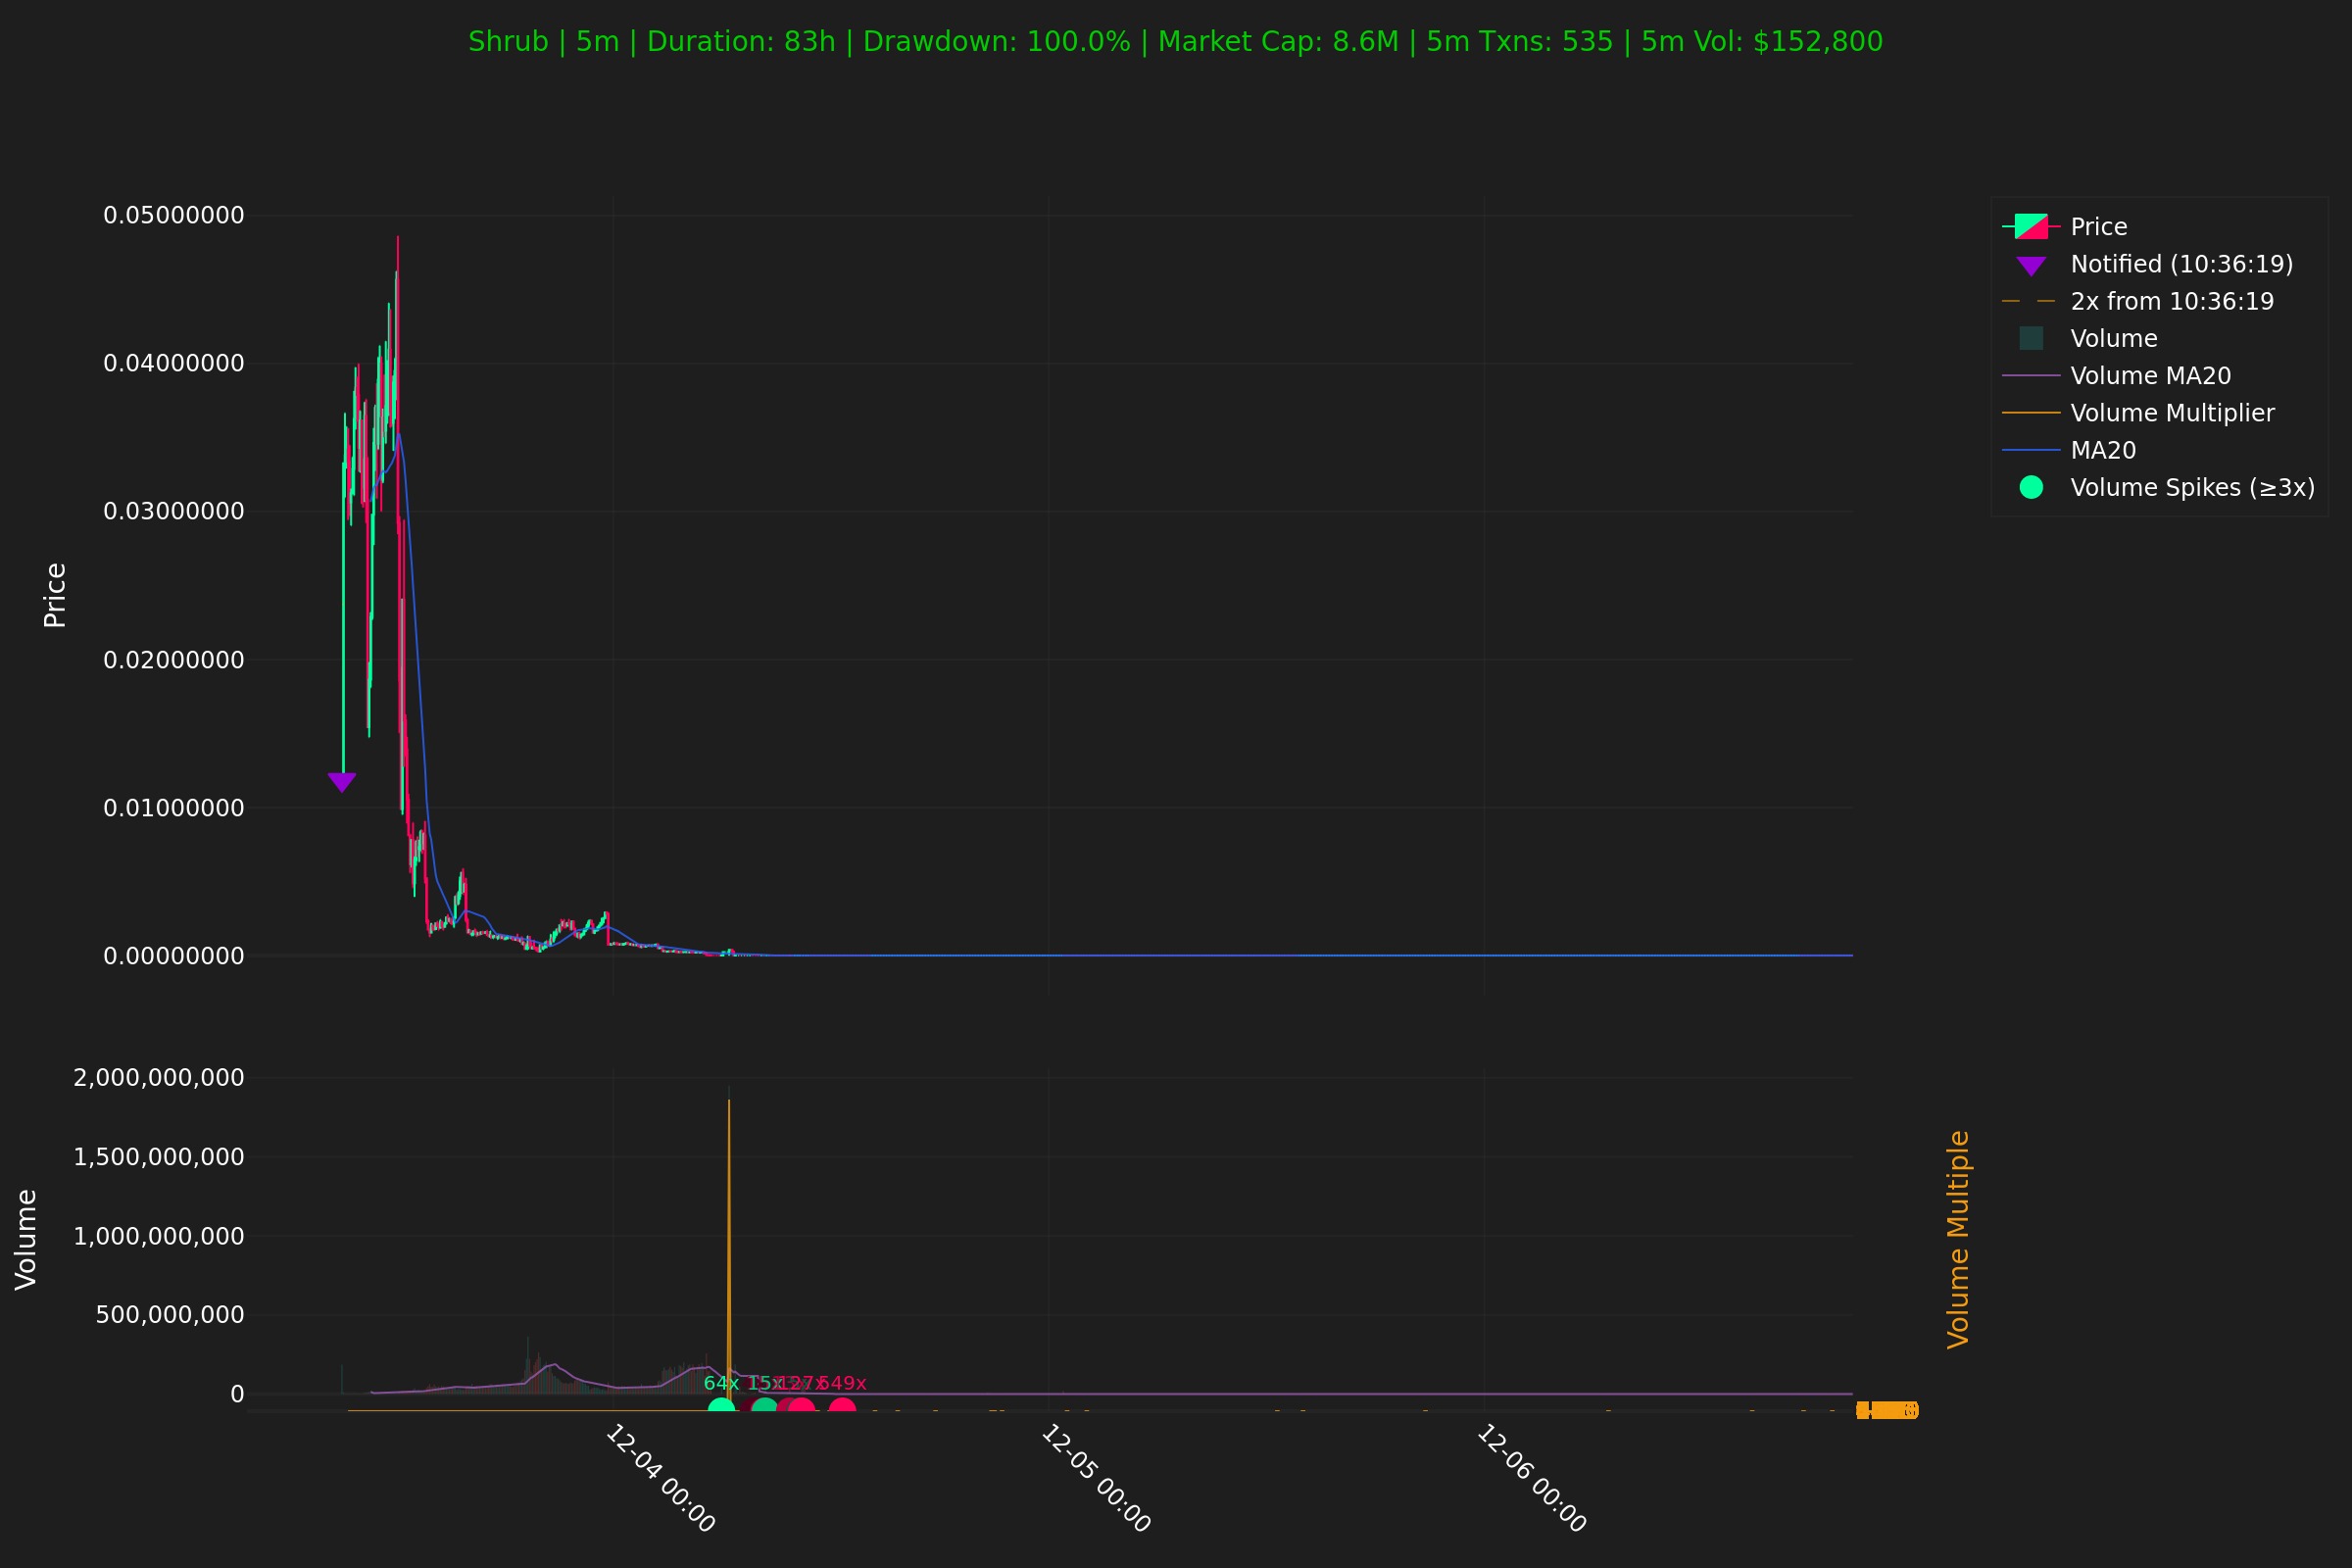 Shrub | 5m | Duration: 83h | Drawdown: 100.0% | Market Cap: 8.6M | 5m Txns: 535 | 5m Vol: $152,800
Price
0.05000000
0.04000000
0.03000000
0.02000000
0.01000000
0.00000000
Price
Notified (10:36:19)
2x from 10:36:19
Volume
Volume MA20
Volume Multiplier
MA20
Volume Spikes (≥3x)
Volume
2,000,000,000
1,500,000,000
1,000,000,000
500,000,000
0
64x
15x
127x
549x
Volume Multiple
12-04 00:00
12-05 00:00
12-06 00:00